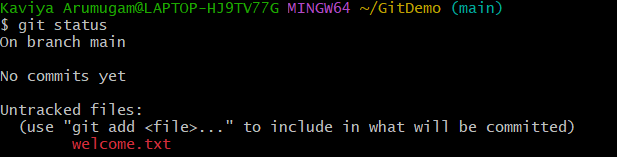 Kaviya Arumugam@LAPTOP-HJ9TV77G MINGW64 ~/GitDemo (main)
$ git status
On branch main
No commits yet
Untracked files:
(use "git add <file>..." to include in what will be committed)
welcome.txt